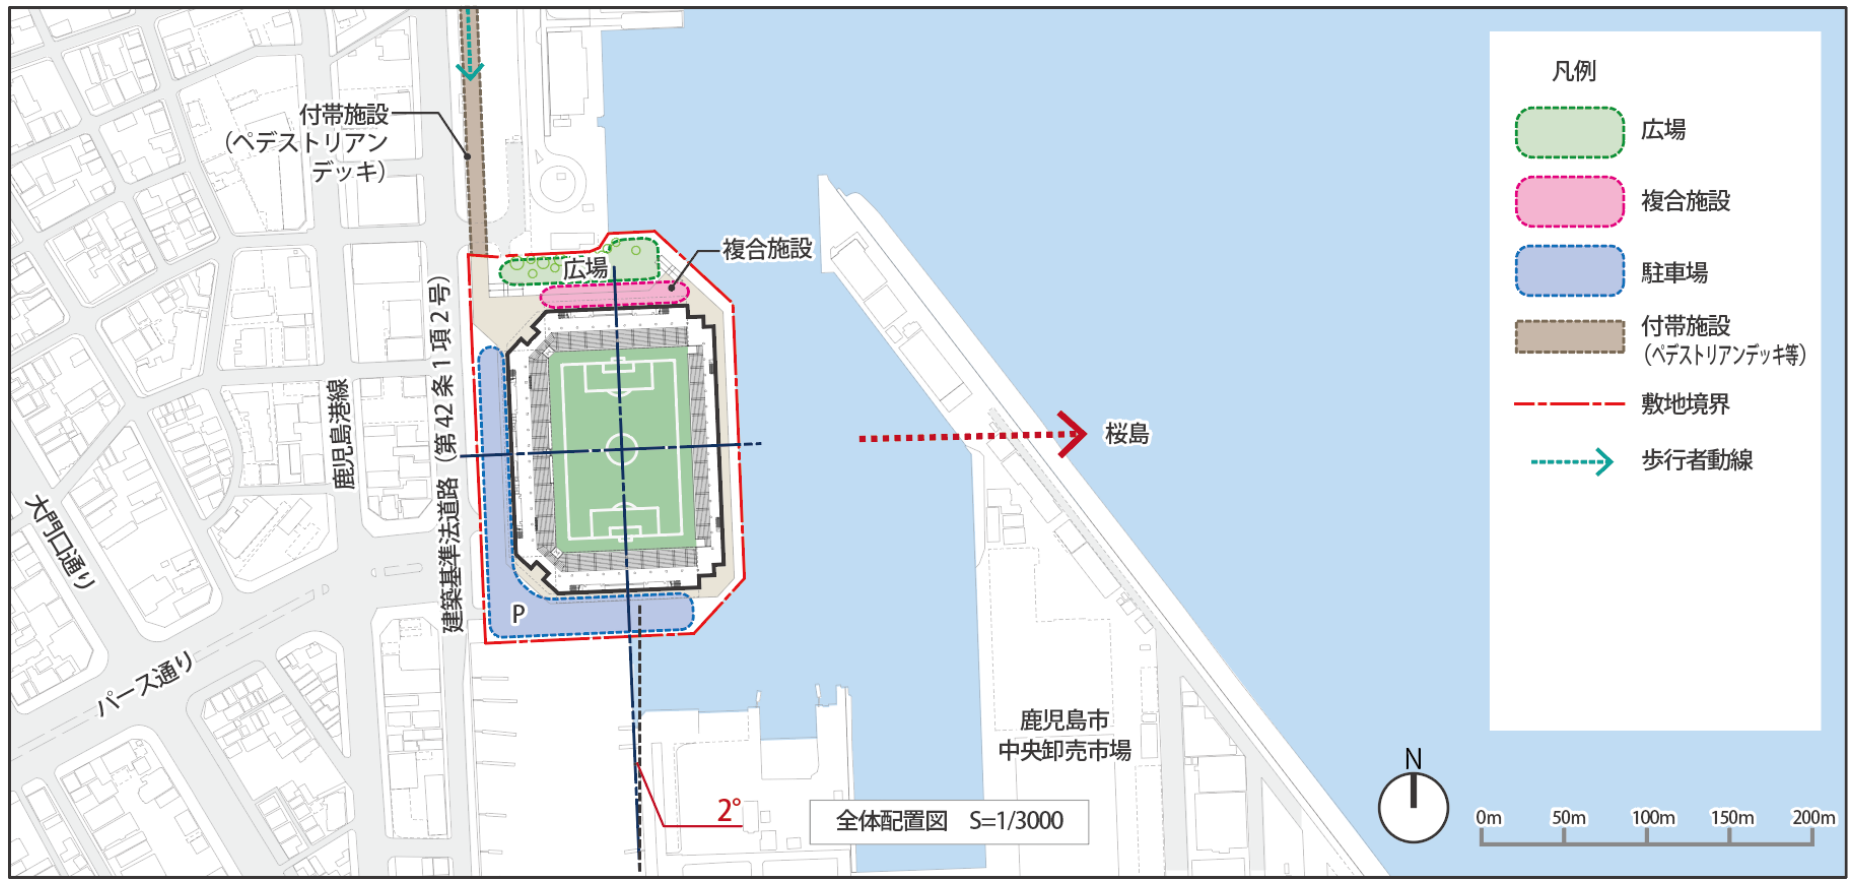 付帯施設
（ペデストリアン
デッキ）
広場
複合施設
建築基準法道路（第42条1項2号）
鹿児島港線
大門口通り
パース通り
P
桜島
鹿児島市
中央卸売市場
2°
全体配置図　S=1/3000
凡例
広場
複合施設
駐車場
付帯施設
（ペデストリアンデッキ等）
敷地境界
歩行者動線
N
0m 50m 100m 150m 200m